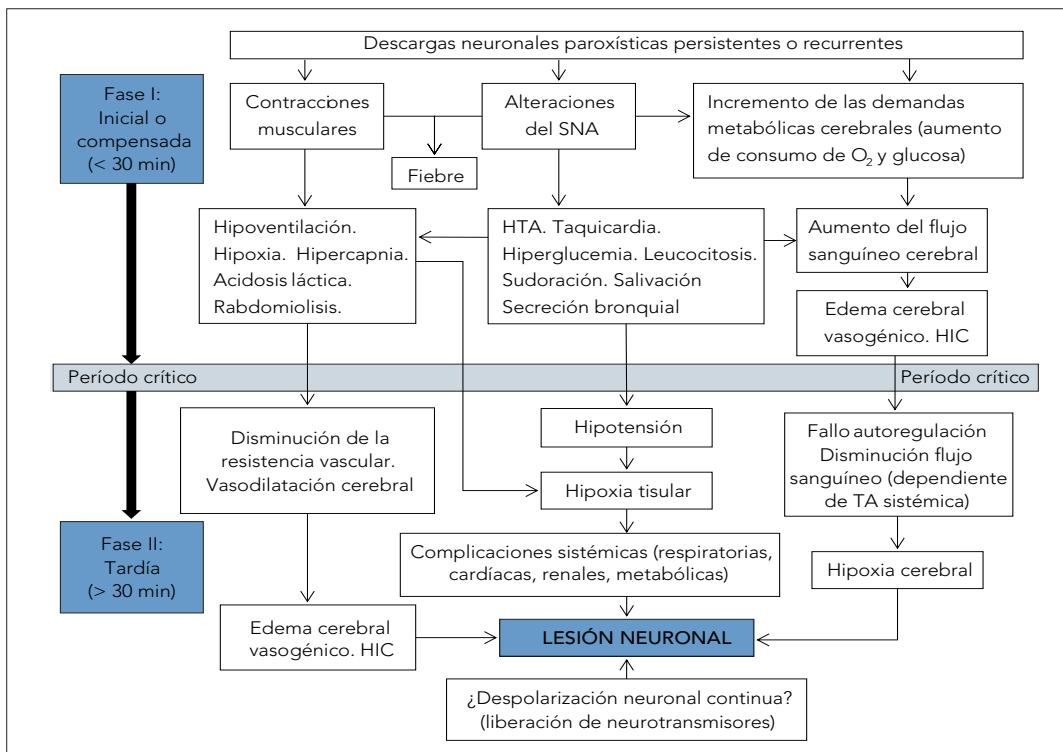 Descargas neuronales paroxísticas persistentes o recurrentes
Fase I:
Inicial o
compensada
(< 30 min)
Contracciones
musculares
Alteraciones
del SNA
Incremento de las demandas
metabólicas cerebrales (aumento
de consumo de O₂ y glucosa)
Fiebre
Hipoventilación.
Hipoxia. Hipercapnia.
Acidosis láctica.
Rabdomiolisis.
HTA. Taquicardia.
Hiperglucemia. Leucocitosis.
Sudoración. Salivación
Secreción bronquial
Aumento del flujo
sanguíneo cerebral
Edema cerebral
vasogénico. HIC
Período crítico
Período crítico
Disminución de la
resistencia vascular.
Vasodilatación cerebral
Hipotensión
Fallo autoregulación
Disminución flujo
sanguíneo (dependiente
de TA sistémica)
Hipoxia tisular
Fase II:
Tardía
(> 30 min)
Complicaciones sistémicas (respiratorias,
cardíacas, renales, metabólicas)
Hipoxia cerebral
Edema cerebral
vasogénico. HIC
LESIÓN NEURONAL
¿Despolarización neuronal continua?
(liberación de neurotransmisores)